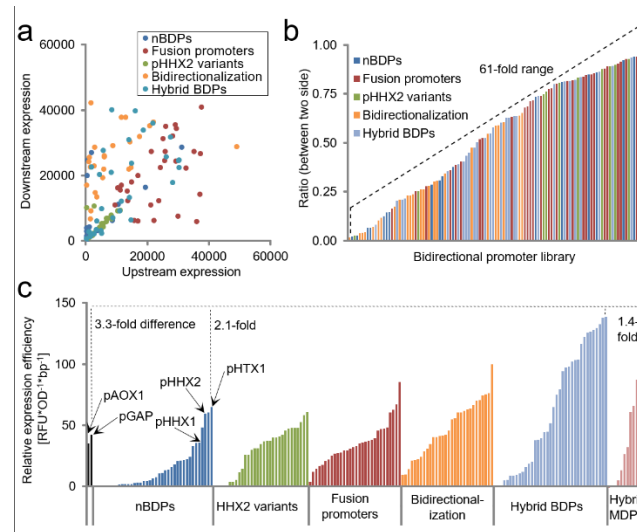 a
60000
40000
20000
0
Downstream expression
nBDPs
Fusion promoters
pHHX2 variants
Bidirectionalization
Hybrid BDPs
0 20000 40000 60000
Upstream expression
b
1.00
0.75
0.50
0.25
0.00
Ratio (between two side)
nBDPs
Fusion promoters
pHHX2 variants
Bidirectionalization
Hybrid BDPs
61-fold range
Bidirectional promoter library
c
150
100
50
0
Relative expression efficiency
[RFU*OD⁻¹*bp⁻¹]
3.3-fold difference
2.1-fold
1.4-
fold
pAOX1
pGAP
pHHX2
pHHX1
pHTX1
nBDPs
HHX2 variants
Fusion
promoters
Bidirectional-
ization
Hybrid BDPs
Hybri
MDP